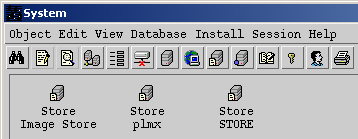 System
Object Edit View Database Install Session Help
Store Store Store
Image Store plmx STORE